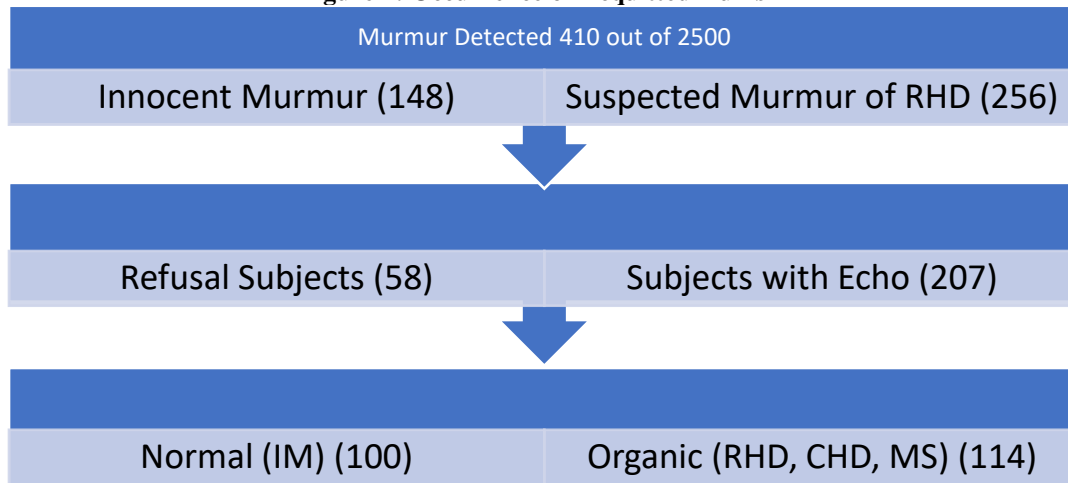 Murmur Detected 410 out of 2500
Innocent Murmur (148) Suspected Murmur of RHD (256)
Refusal Subjects (58) Subjects with Echo (207)
Normal (IM) (100) Organic (RHD, CHD, MS) (114)